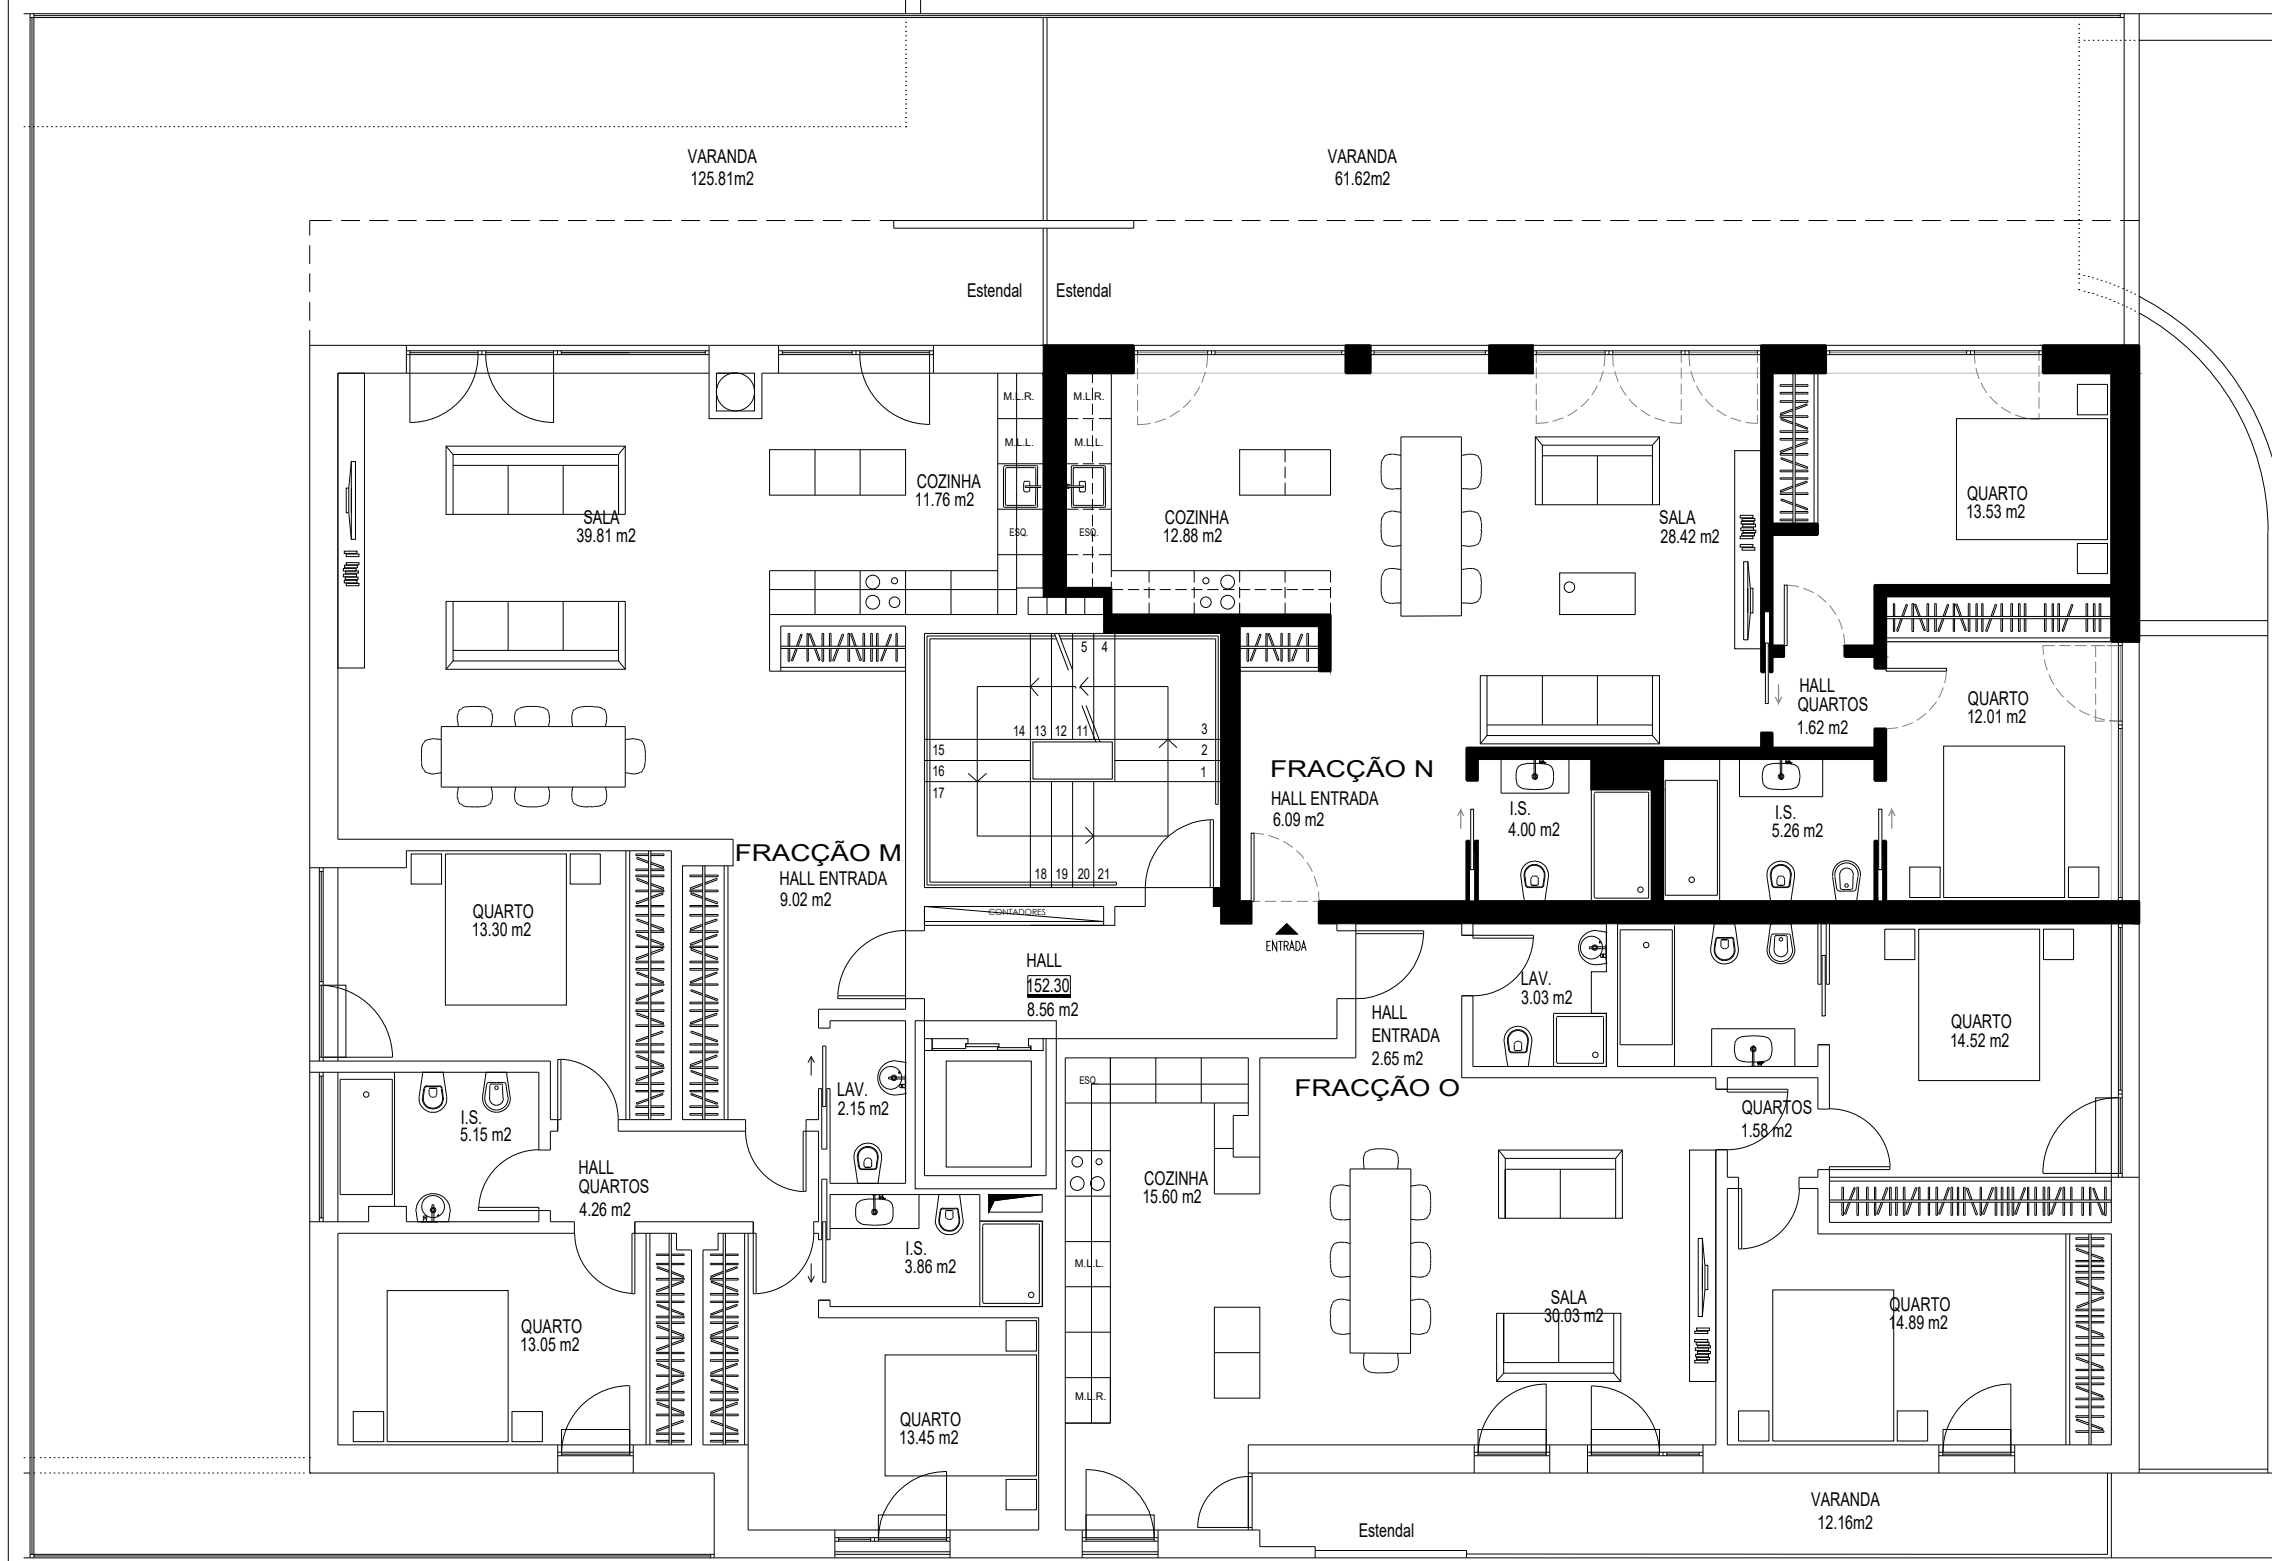 VARANDA
125.81m2
VARANDA
61.62m2
Estendal
Estendal
M.L.R.
M.L.L.
ESQ.
M.L.R.
M.L.L.
ESQ.
COZINHA
11.76 m2
SALA
39.81 m2
COZINHA
12.88 m2
SALA
28.42 m2
QUARTO
13.53 m2
5
4
14
13
12
11
3
2
1
15
16
17
18
19
20
21
HALL
QUARTOS
1.62 m2
QUARTO
12.01 m2
FRACÇÃO N
HALL ENTRADA
6.09 m2
I.S.
4.00 m2
I.S.
5.26 m2
FRACÇÃO M
HALL ENTRADA
9.02 m2
QUARTO
13.30 m2
CONTADORES
ENTRADA
HALL
152.30
8.56 m2
LAV.
3.03 m2
HALL
ENTRADA
2.65 m2
QUARTO
14.52 m2
FRACÇÃO O
ESQ.
LAV.
2.15 m2
I.S.
5.15 m2
QUARTOS
1.58 m2
HALL
QUARTOS
4.26 m2
COZINHA
15.60 m2
I.S.
3.86 m2
M.L.L.
SALA
30.03 m2
QUARTO
14.89 m2
QUARTO
13.05 m2
M.L.R.
QUARTO
13.45 m2
VARANDA
12.16m2
Estendal